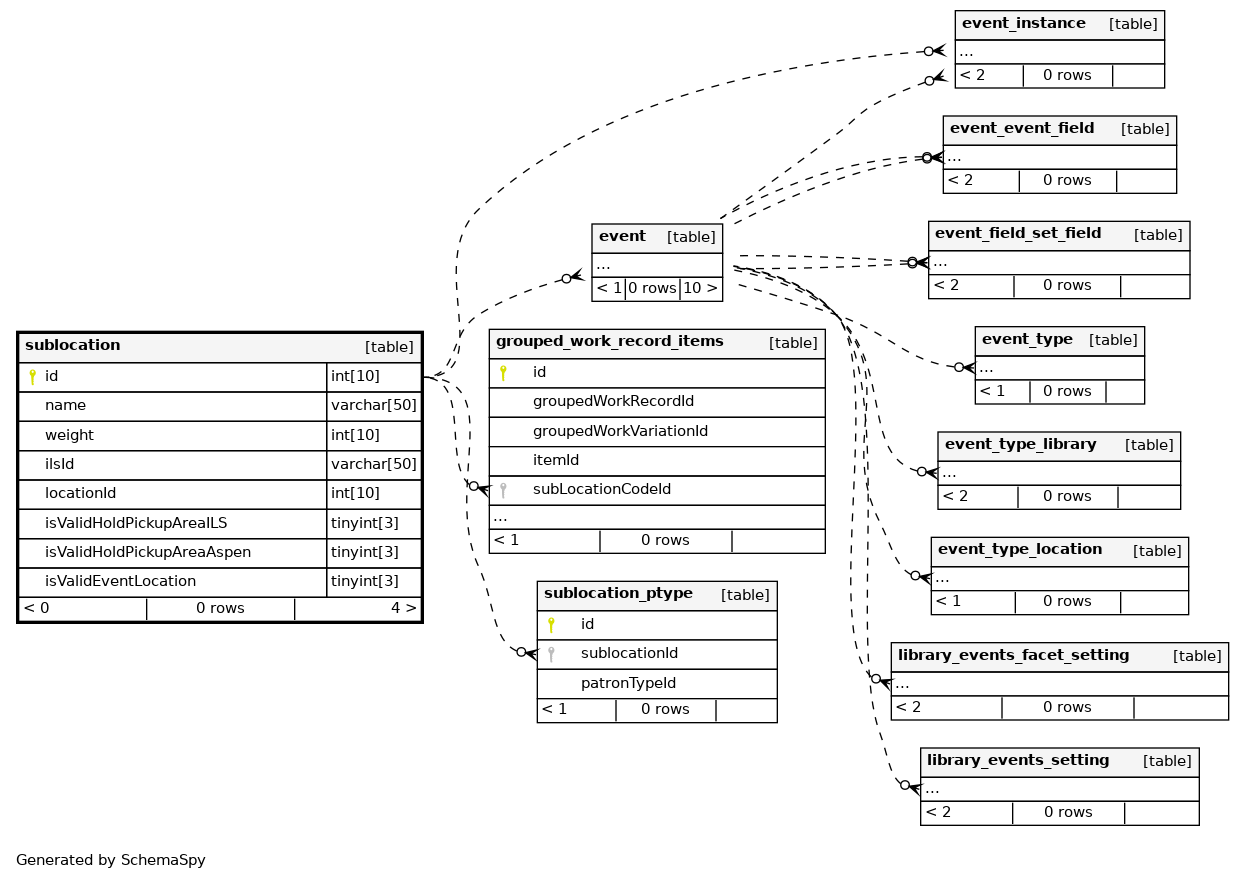 event_instance [table]
...
< 2 0 rows
event_event_field [table]
...
< 2 0 rows
event [table]
...
< 1 0 rows 10 >
event_field_set_field [table]
...
< 2 0 rows
sublocation [table]
id int[10]
name varchar[50]
weight int[10]
ilsId varchar[50]
locationId int[10]
isValidHoldPickupAreaILS tinyint[3]
isValidHoldPickupAreaAspen tinyint[3]
isValidEventLocation tinyint[3]
< 0 0 rows 4 >
grouped_work_record_items [table]
id
groupedWorkRecordId
groupedWorkVariationId
itemId
subLocationCodeId
...
< 1 0 rows
event_type [table]
...
< 1 0 rows
event_type_library [table]
...
< 2 0 rows
event_type_location [table]
...
< 1 0 rows
sublocation_ptype [table]
id
sublocationId
patronTypeId
< 1 0 rows
library_events_facet_setting [table]
...
< 2 0 rows
library_events_setting [table]
...
< 2 0 rows
Generated by SchemaSpy